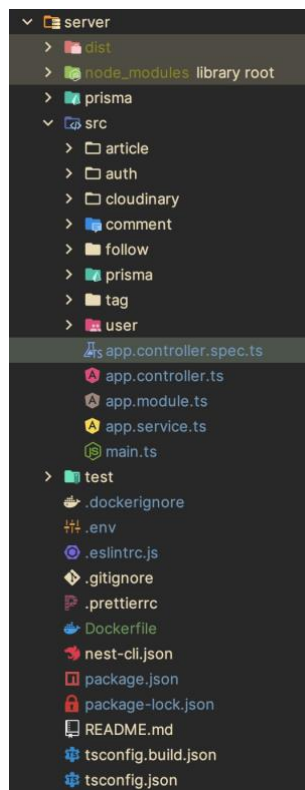 server
dist
node_modules library root
prisma
src
article
auth
cloudinary
comment
follow
prisma
tag
user
app.controller.spec.ts
app.controller.ts
app.module.ts
app.service.ts
main.ts
test
.dockerignore
.env
.eslintrc.js
.gitignore
.prettierrc
Dockerfile
nest-cli.json
package.json
package-lock.json
README.md
tsconfig.build.json
tsconfig.json